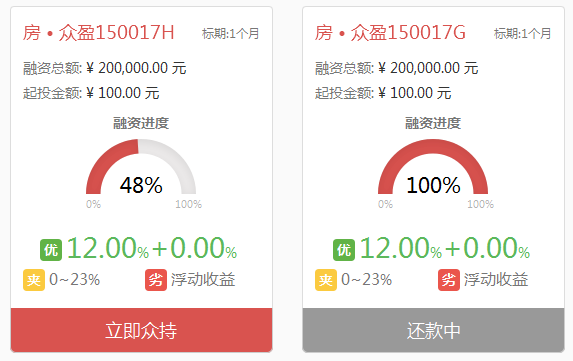 房 • 众盈150017H 标期:1个月
融资总额: ¥ 200,000.00 元
起投金额: ¥ 100.00 元
融资进度
48%
0% 100%
优 12.00%+0.00%
夹 0~23% 劣 浮动收益
立即众持
房 • 众盈150017G 标期:1个月
融资总额: ¥ 200,000.00 元
起投金额: ¥ 100.00 元
融资进度
100%
0% 100%
优 12.00%+0.00%
夹 0~23% 劣 浮动收益
还款中